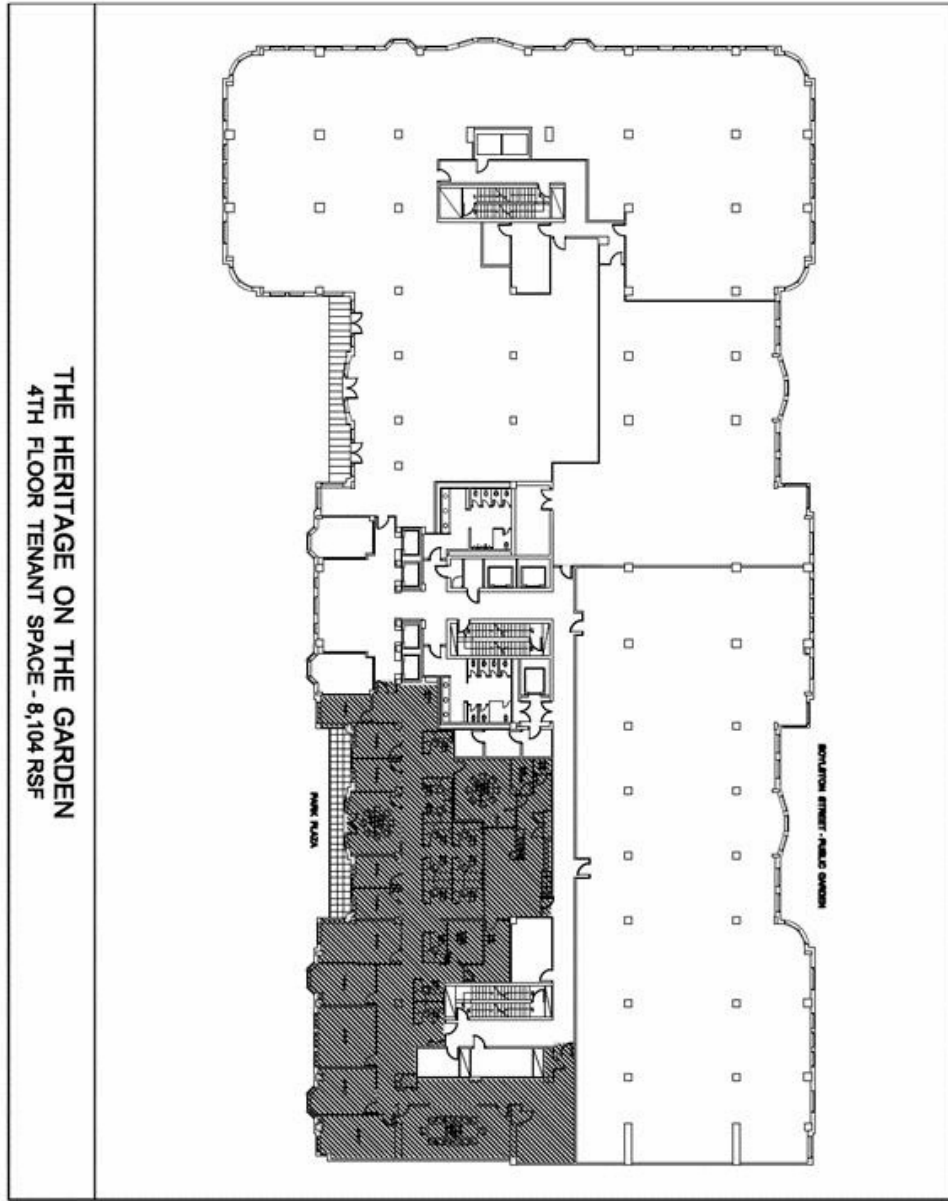 THE HERITAGE ON THE GARDEN
4TH FLOOR TENANT SPACE - 8,104 RSF
PARK PLAZA
BOYLSTON STREET - PUBLIC GARDEN